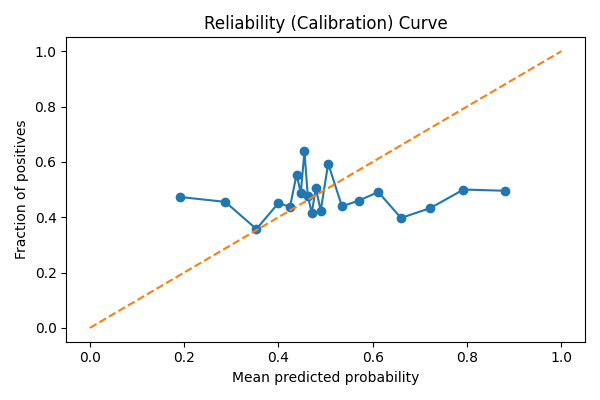 Reliability (Calibration) Curve
Fraction of positives
1.0
0.8
0.6
0.4
0.2
0.0
0.0 0.2 0.4 0.6 0.8 1.0
Mean predicted probability